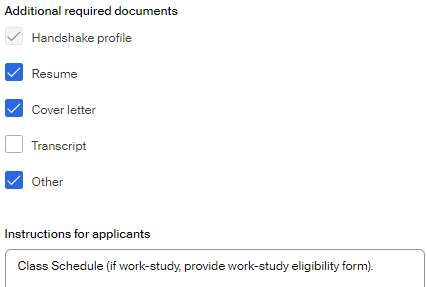 Additional required documents
Handshake profile
Resume
Cover letter
Transcript
Other
Instructions for applicants
Class Schedule (if work-study, provide work-study eligibility form).